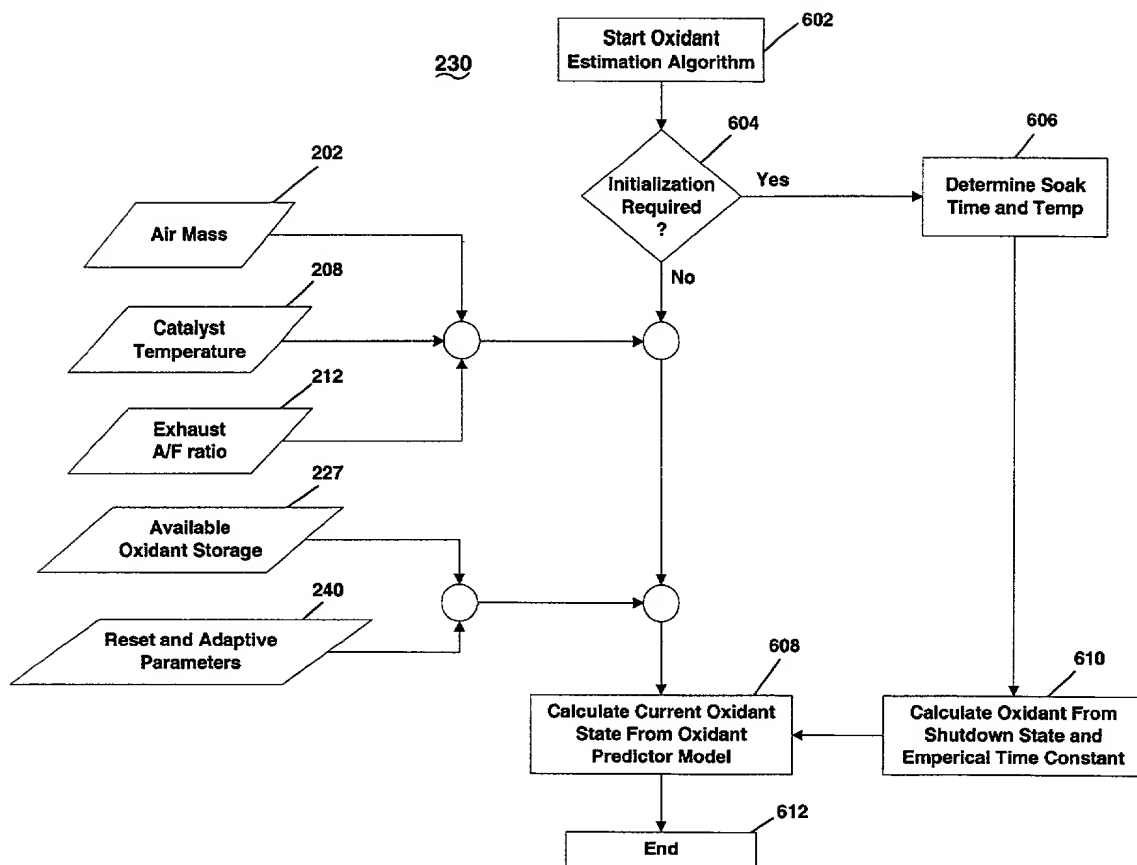 602
Start Oxidant
Estimation Algorithm
230
604
606
202
Initialization
Required
?
Yes
Determine Soak
Time and Temp
Air Mass
No
208
Catalyst
Temperature
212
Exhaust
A/F ratio
227
Available
Oxidant Storage
240
Reset and Adaptive
Parameters
608
610
Calculate Current Oxidant
State From Oxidant
Predictor Model
Calculate Oxidant From
Shutdown State and
Emperical Time Constant
612
End